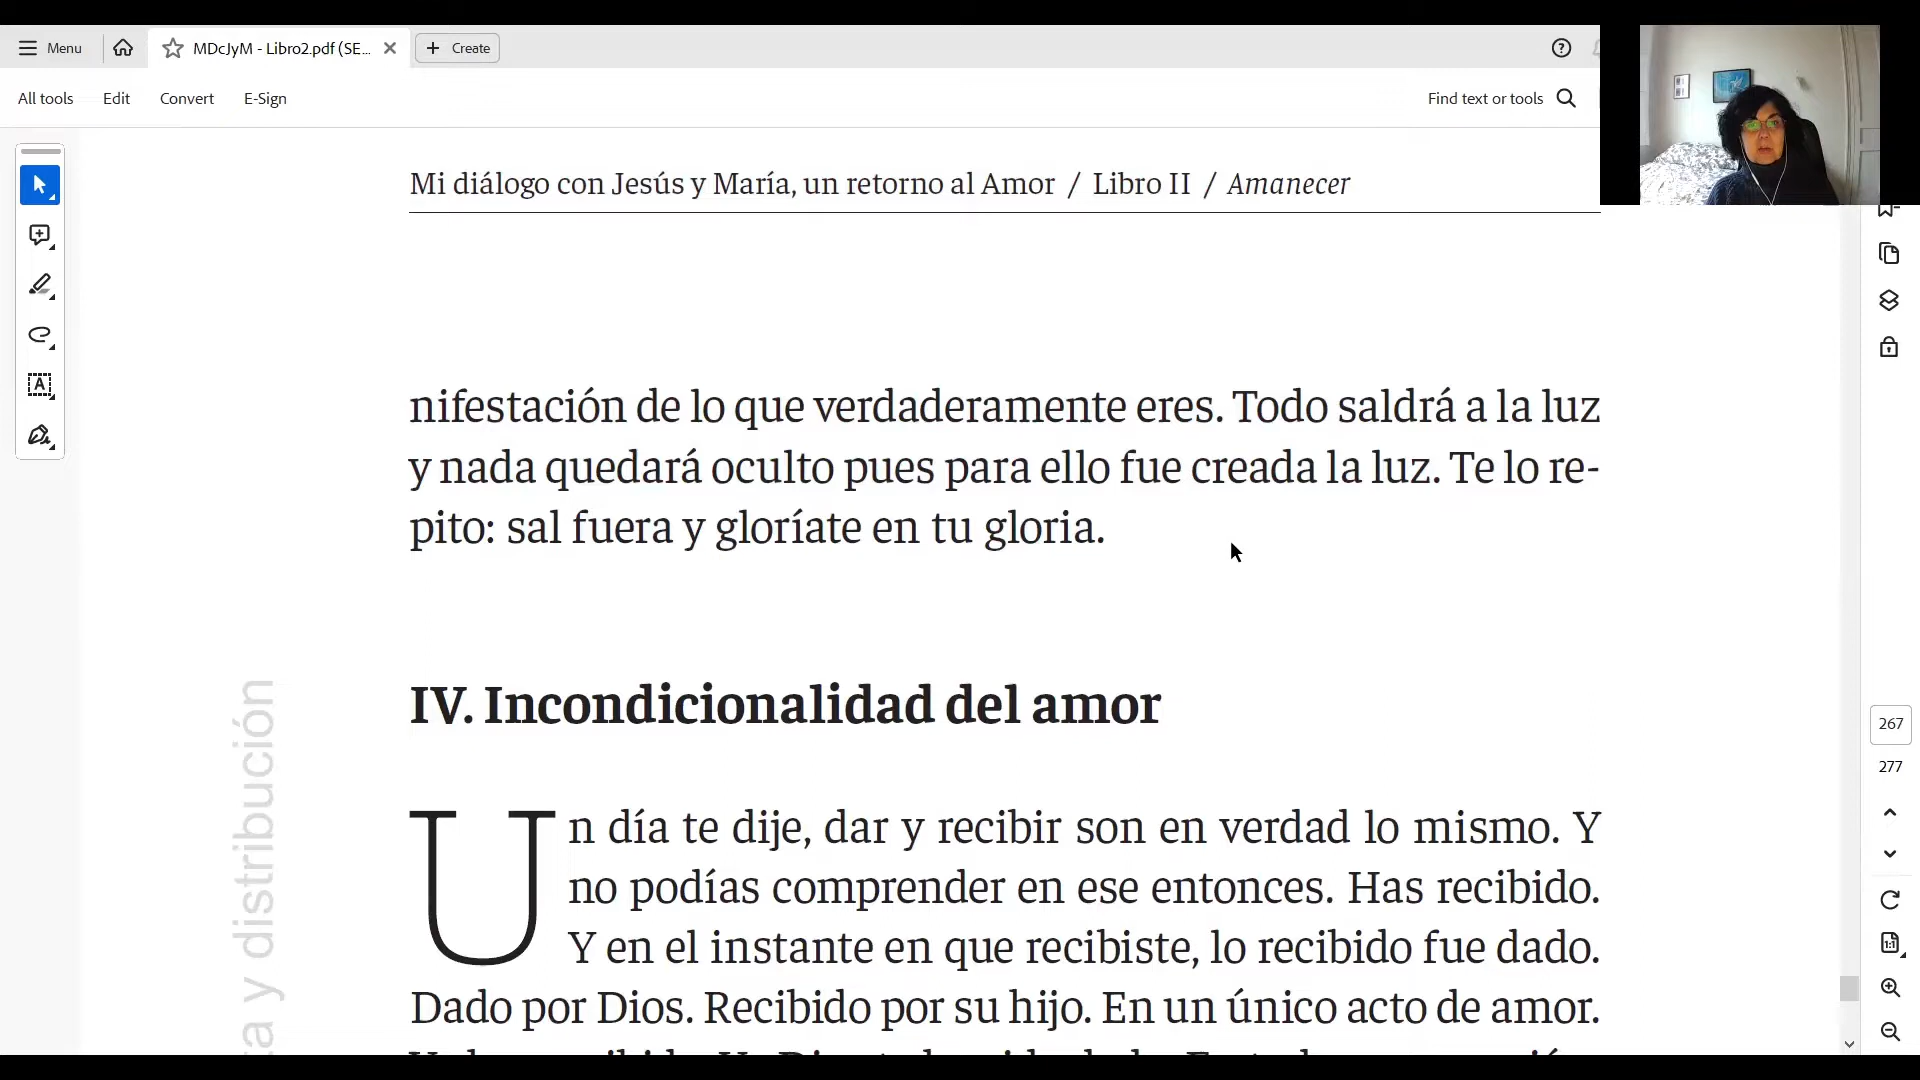 Menu
MDcJyM - Libro2.pdf (SE...
Create
All tools
Edit
Convert
E-Sign
Find text or tools
Mi diálogo con Jesús y María, un retorno al Amor / Libro II / Amanecer
nifestación de lo que verdaderamente eres. Todo saldrá a la luz
y nada quedará oculto pues para ello fue creada la luz. Te lo re-
pito: sal fuera y gloríate en tu gloria.
IV. Incondicionalidad del amor
Un día te dije, dar y recibir son en verdad lo mismo. Y
no podías comprender en ese entonces. Has recibido.
Y en el instante en que recibiste, lo recibido fue dado.
Dado por Dios. Recibido por su hijo. En un único acto de amor.
y distribución
267
277